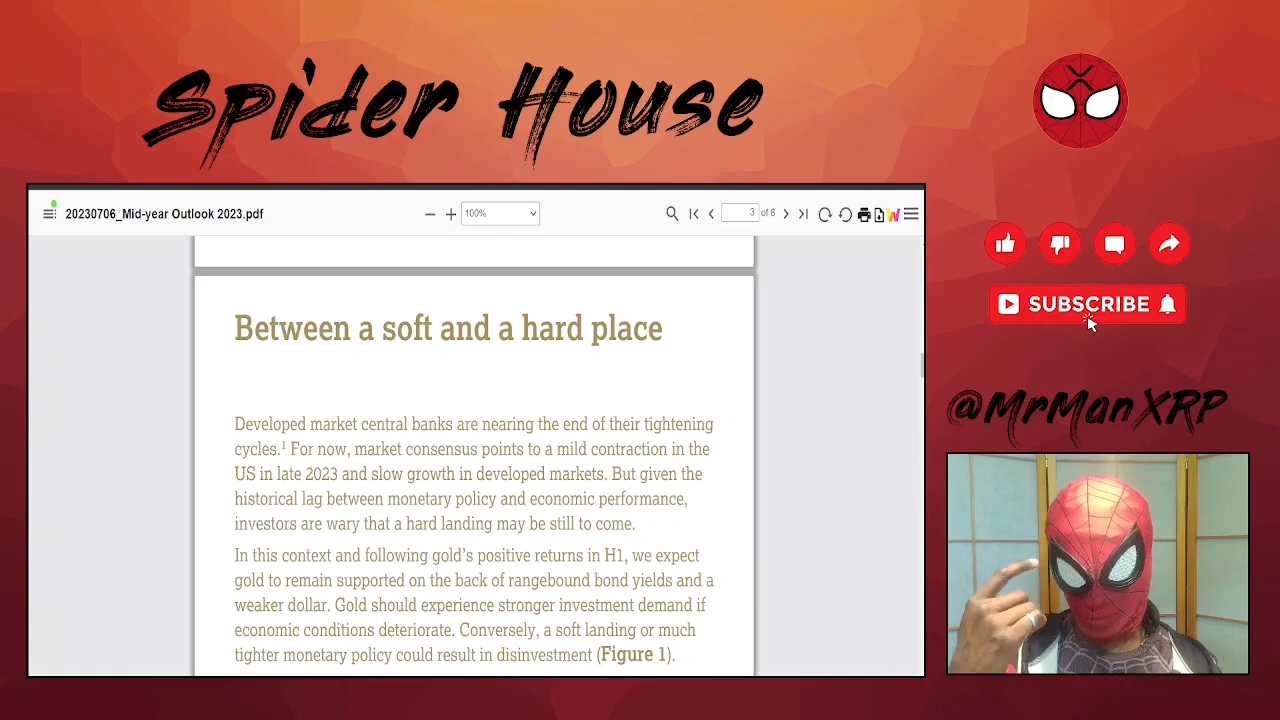 Spider House
20230706_Mid-year Outlook 2023.pdf
100%
3 of 8
Between a soft and a hard place
Developed market central banks are nearing the end of their tightening
cycles.¹ For now, market consensus points to a mild contraction in the
US in late 2023 and slow growth in developed markets. But given the
historical lag between monetary policy and economic performance,
investors are wary that a hard landing may be still to come.
In this context and following gold's positive returns in H1, we expect
gold to remain supported on the back of rangebound bond yields and a
weaker dollar. Gold should experience stronger investment demand if
economic conditions deteriorate. Conversely, a soft landing or much
tighter monetary policy could result in disinvestment (Figure 1).
SUBSCRIBE
@MrManXRP